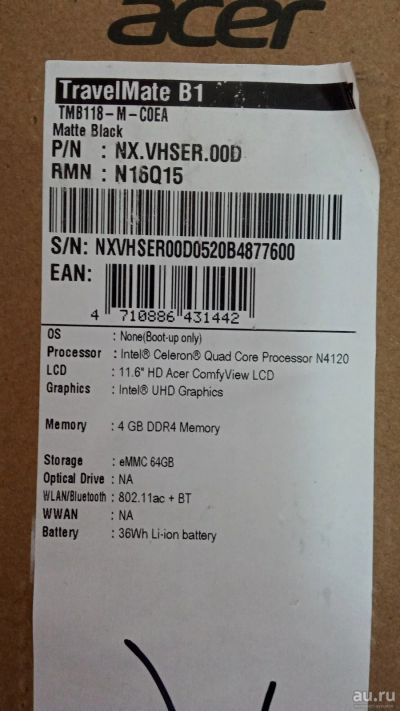 acer
TravelMate B1
TMB118-M-C0EA
Matte Black
P/N : NX.VHSER.00D
RMN : N16Q15
S/N: NXVHSER00D0520B4877600
EAN:
4 710886 431442
OS : None(Boot-up only)
Processor : Intel® Celeron® Quad Core Processor N4120
LCD : 11.6" HD Acer ComfyView LCD
Graphics : Intel® UHD Graphics
Memory : 4 GB DDR4 Memory
Storage : eMMC 64GB
Optical Drive : NA
WLAN/Bluetooth : 802.11ac + BT
WWAN : NA
Battery : 36Wh Li-ion battery
au.ru